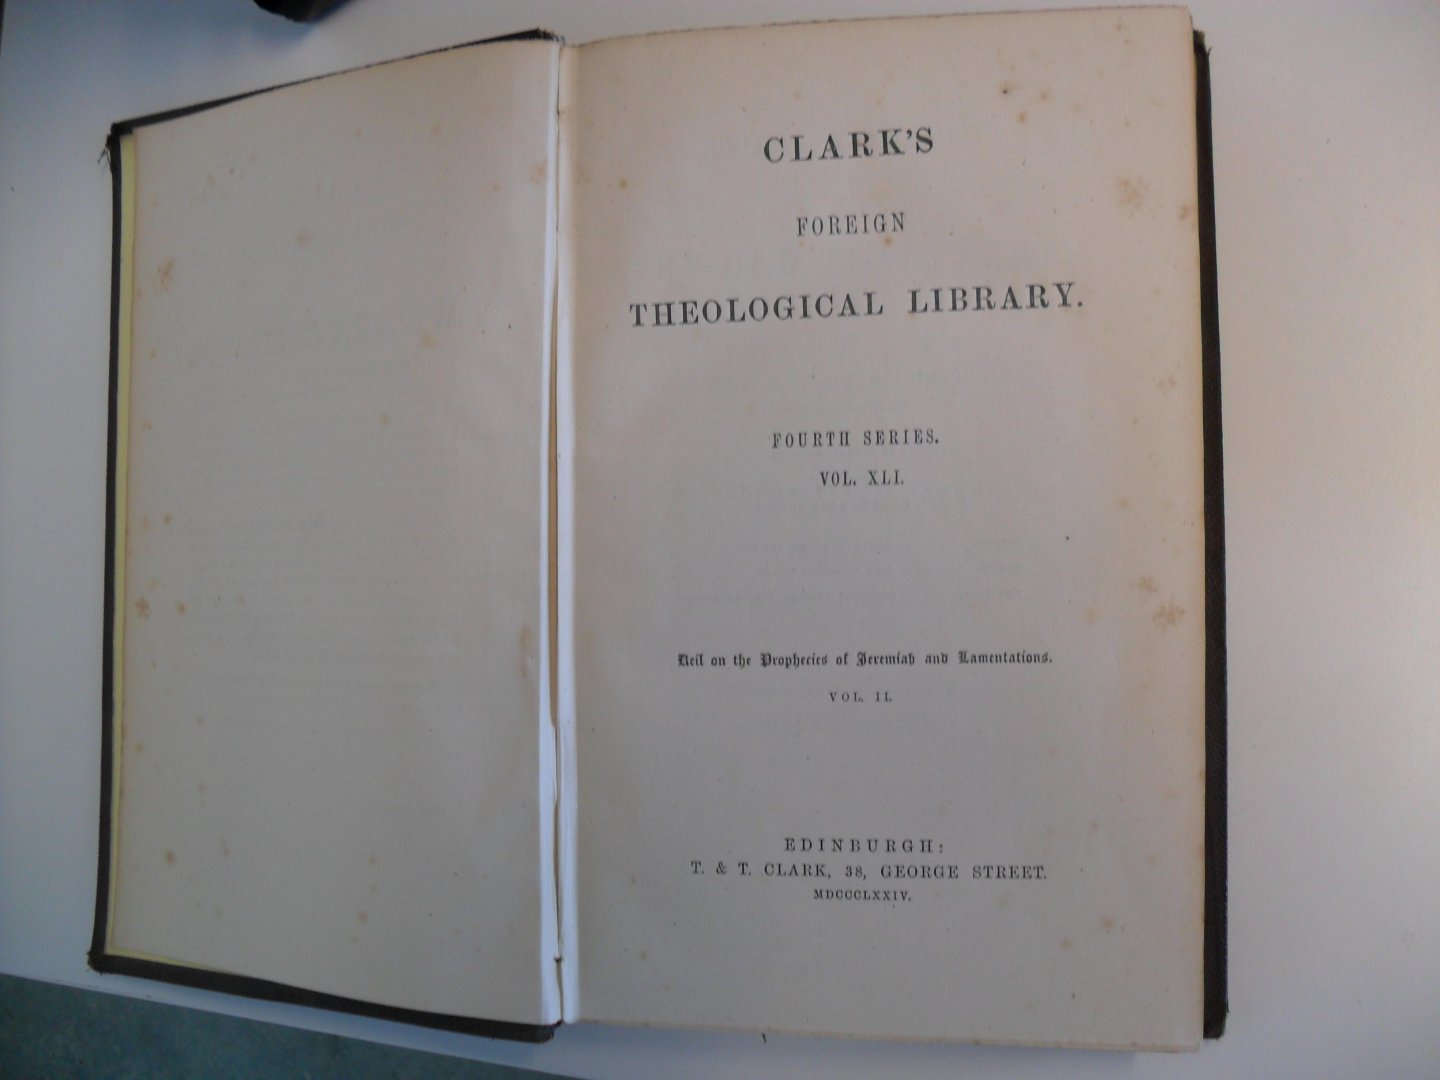 CLARK'S
FOREIGN
THEOLOGICAL LIBRARY.
FOURTH SERIES.
VOL. XLI.
Keil on the Prophecies of Jeremiah and Lamentations.
VOL. II.
EDINBURGH:
T. & T. CLARK, 38, GEORGE STREET.
MDCCCLXXIV.